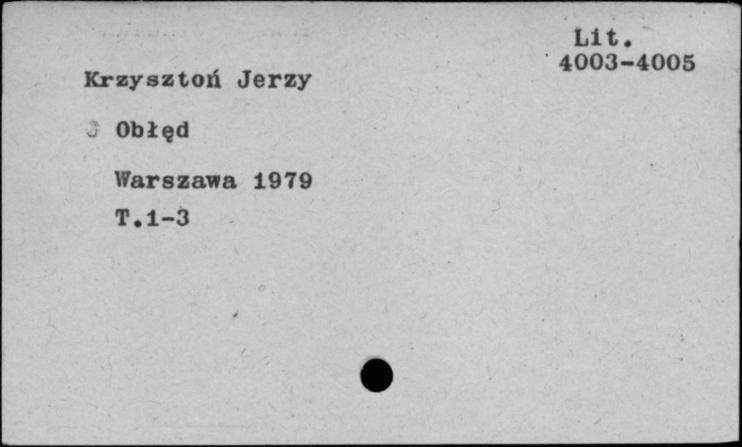 Lit.
4003-4005
Krzysztoń Jerzy
Obłęd
Warszawa 1979
T.1-3